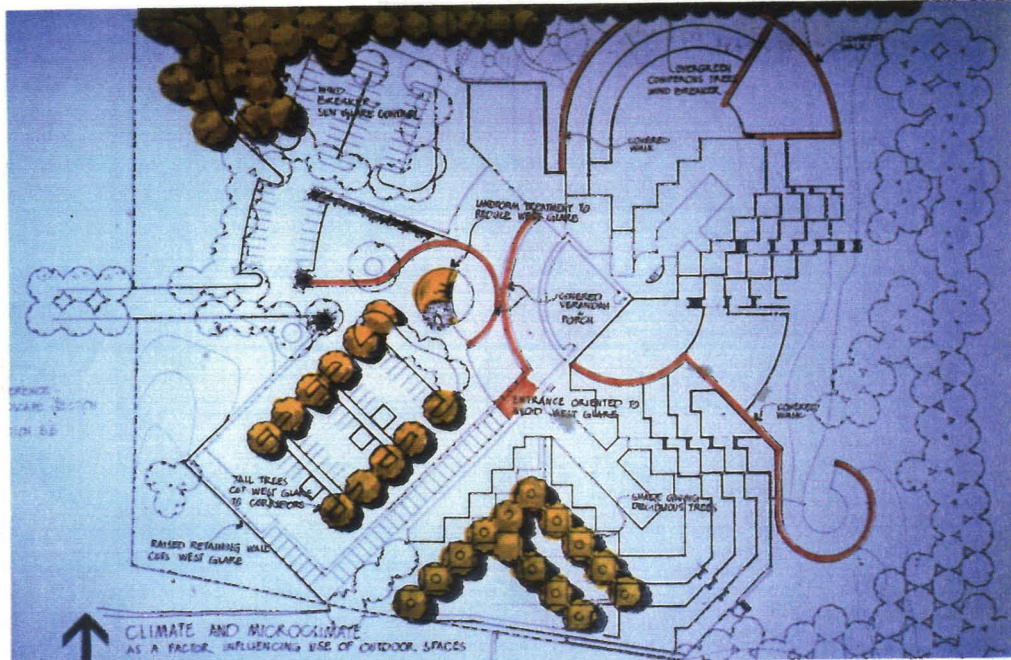 COVERED
WALK
EVERGREEN
CONIFEROUS TREES
WIND BREAKER
WIND
BREAKER
SUN GLARE CONTROL
COVERED
WALK
LANDFORM TREATMENT TO
REDUCE WEST GLARE
COVERED
VERANDAH
PORCH
ENTRANCE ORIENTED TO
AVOID WEST GLARE
COVERED
WALK
TALL TREES
CUT WEST GLARE
TO CORRIDORS
SHADE GIVING
DECIDUOUS TREES
RAISED RETAINING WALL
CUTS WEST GLARE
SECTION
CLIMATE AND MICROCLIMATE
AS A FACTOR INFLUENCING USE OF OUTDOOR SPACES